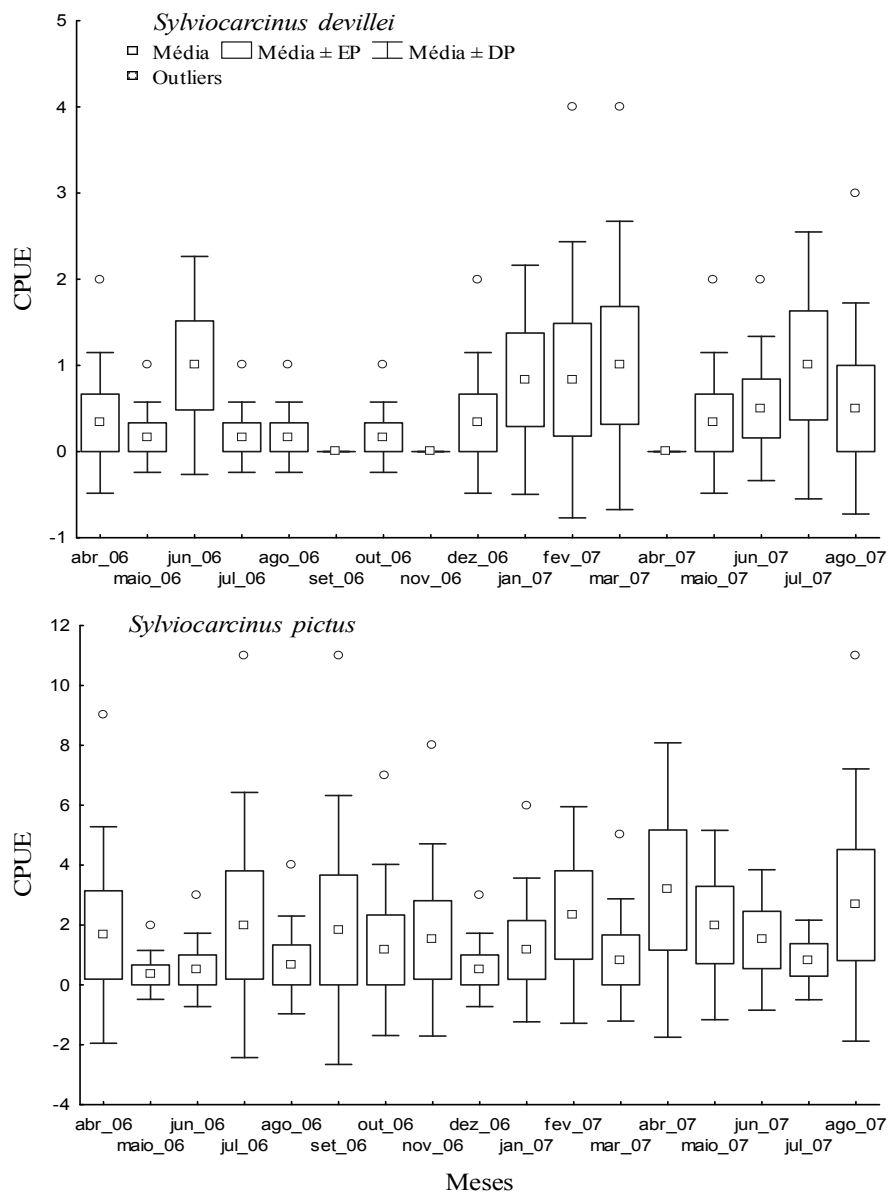 Sylviocarcinus devillei
Média Média ± EP Média ± DP
Outliers
5
4
3
2
1
0
-1
CPUE
abr_06 jun_06 ago_06 out_06 dez_06 fev_07 abr_07 jun_07 ago_07
maio_06 jul_06 set_06 nov_06 jan_07 mar_07 maio_07 jul_07
Sylviocarcinus pictus
12
10
8
6
4
2
0
-2
-4
CPUE
abr_06 jun_06 ago_06 out_06 dez_06 fev_07 abr_07 jun_07 ago_07
maio_06 jul_06 set_06 nov_06 jan_07 mar_07 maio_07 jul_07
Meses